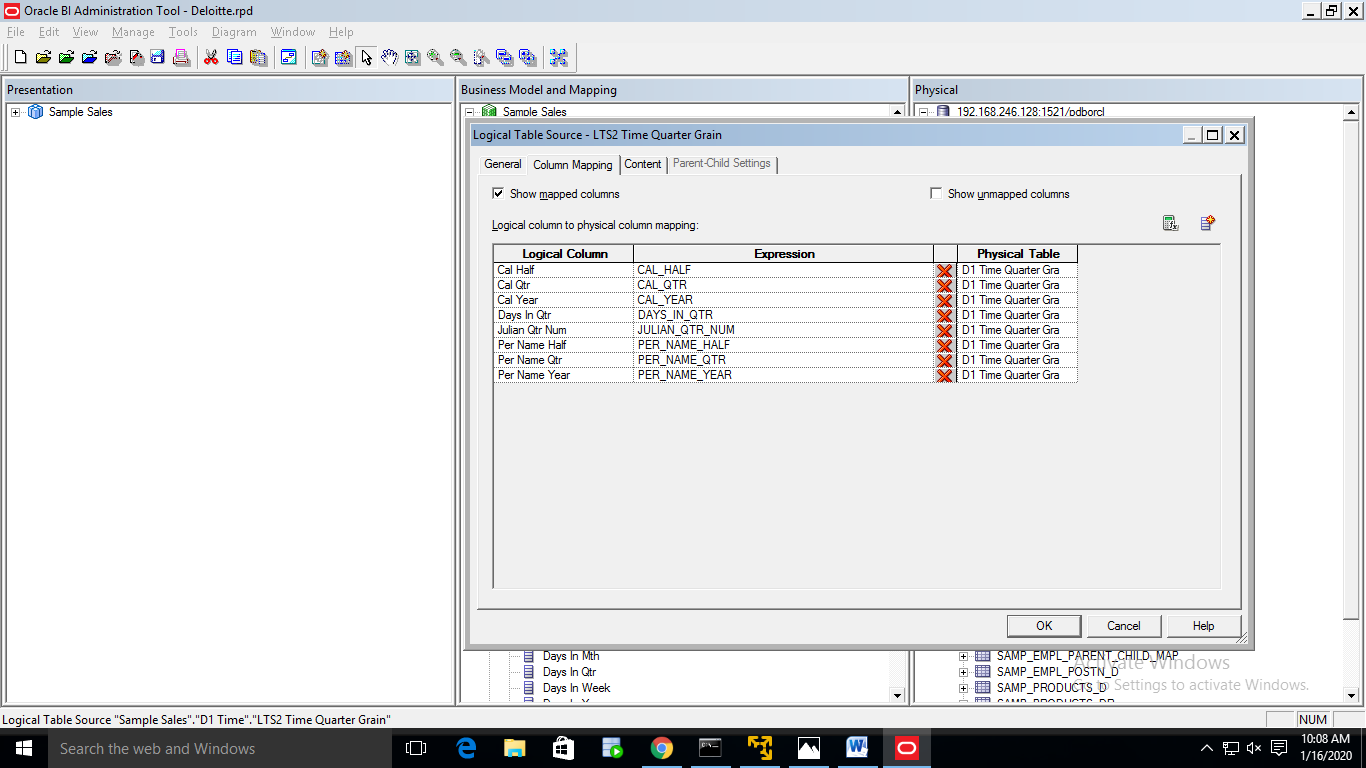 Oracle BI Administration Tool - Deloitte.rpd
File Edit View Manage Tools Diagram Window Help
Presentation
Sample Sales
Business Model and Mapping
Sample Sales
Physical
192.168.246.128:1521/pdborcl
Logical Table Source - LTS2 Time Quarter Grain
General Column Mapping Content Parent-Child Settings
Show mapped columns Show unmapped columns
Logical column to physical column mapping:
Logical Column Expression Physical Table
Cal Half CAL_HALF D1 Time Quarter Gra
Cal Qtr CAL_QTR D1 Time Quarter Gra
Cal Year CAL_YEAR D1 Time Quarter Gra
Days In Qtr DAYS_IN_QTR D1 Time Quarter Gra
Julian Qtr Num JULIAN_QTR_NUM D1 Time Quarter Gra
Per Name Half PER_NAME_HALF D1 Time Quarter Gra
Per Name Qtr PER_NAME_QTR D1 Time Quarter Gra
Per Name Year PER_NAME_YEAR D1 Time Quarter Gra
OK Cancel Help
Days In Mth
Days In Qtr
Days In Week
SAMP_EMPL_PARENT_CHILD_MAP
SAMP_EMPL_POSTN_D
SAMP_PRODUCTS_D
Activate Windows
Go to Settings to activate Windows.
Logical Table Source "Sample Sales"."D1 Time"."LTS2 Time Quarter Grain"
NUM
Search the web and Windows
10:08 AM
1/16/2020